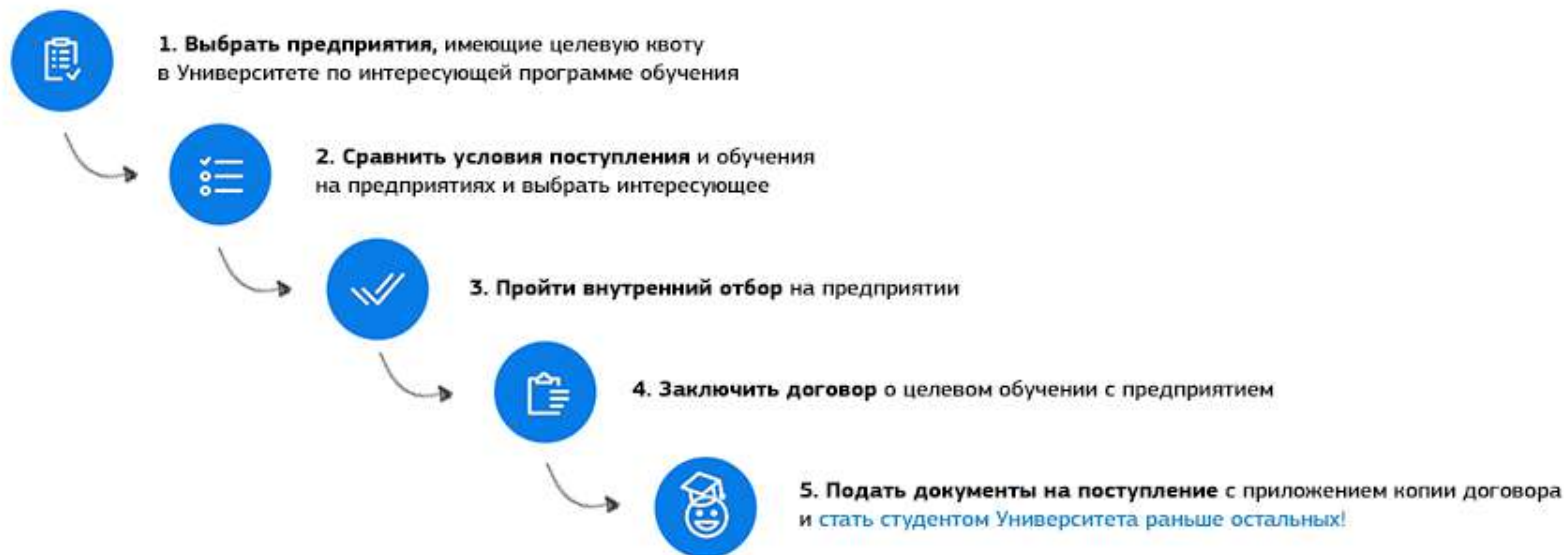 1. Выбрать предприятия, имеющие целевую квоту
в Университете по интересующей программе обучения
2. Сравнить условия поступления и обучения
на предприятиях и выбрать интересующее
3. Пройти внутренний отбор на предприятии
4. Заключить договор о целевом обучении с предприятием
5. Подать документы на поступление с приложением копии договора
и стать студентом Университета раньше остальных!